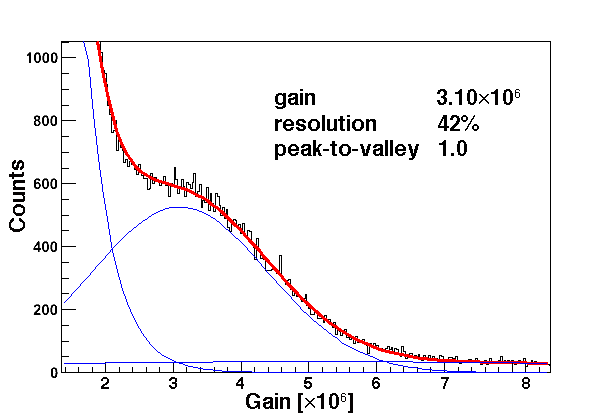 1000
800
600
400
200
0
Counts
gain 3.10×10⁶
resolution 42%
peak-to-valley 1.0
2 3 4 5 6 7 8
Gain [×10⁶]